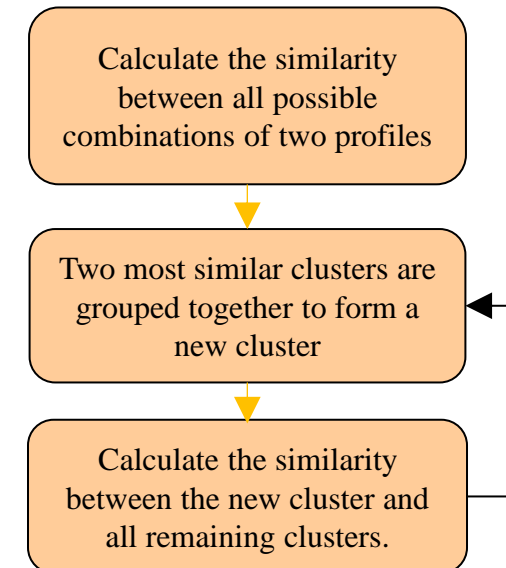 Calculate the similarity
between all possible
combinations of two profiles
Two most similar clusters are
grouped together to form a
new cluster
Calculate the similarity
between the new cluster and
all remaining clusters.